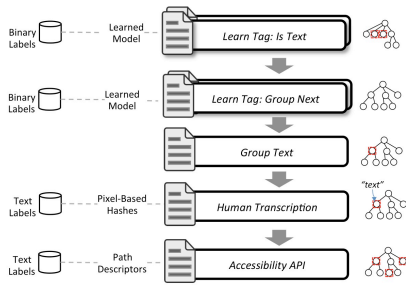 Binary
Labels
Learned
Model
Learn Tag: Is Text
Binary
Labels
Learned
Model
Learn Tag: Group Next
Group Text
"text"
Text
Labels
Pixel-Based
Hashes
Human Transcription
Text
Labels
Path
Descriptors
Accessibility API